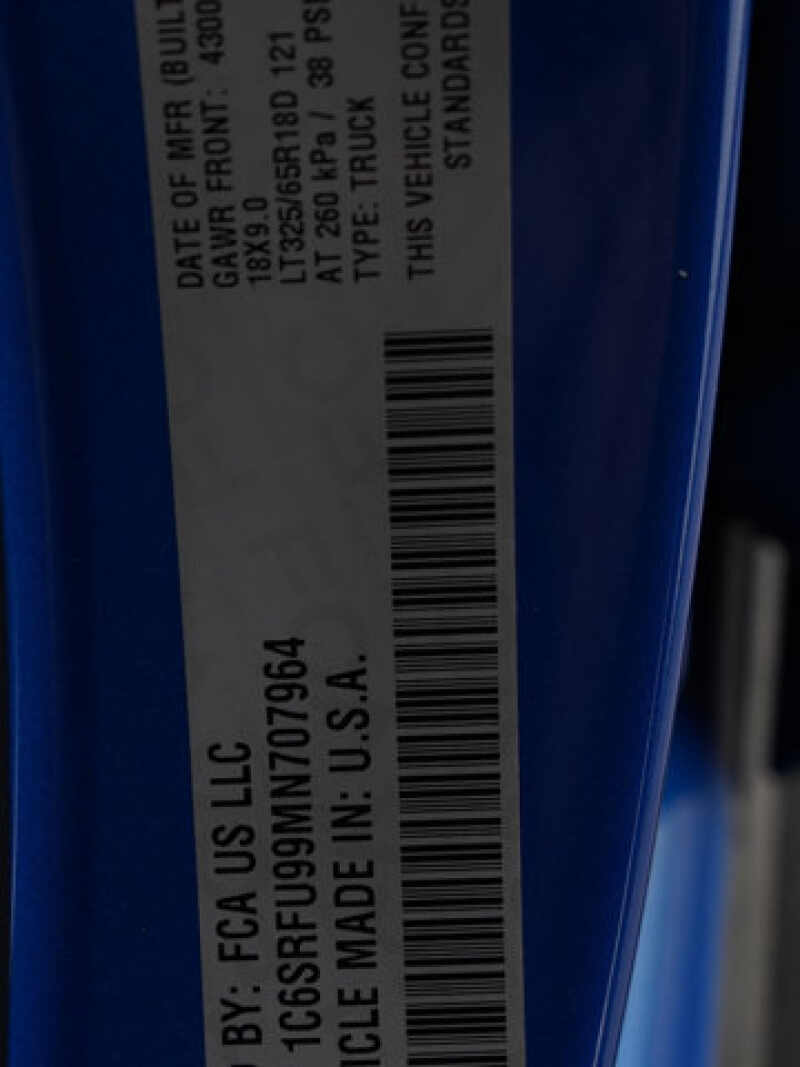 DATE OF MFR (BUILT
GAWR FRONT: 4300
18X9.0
LT325/65R18D 121
AT 260 kPa / 38 PSI
TYPE: TRUCK
THIS VEHICLE CONF
STANDARDS
BY: FCA US LLC
1C6SRFU99MN707964
ICLE MADE IN: U.S.A.